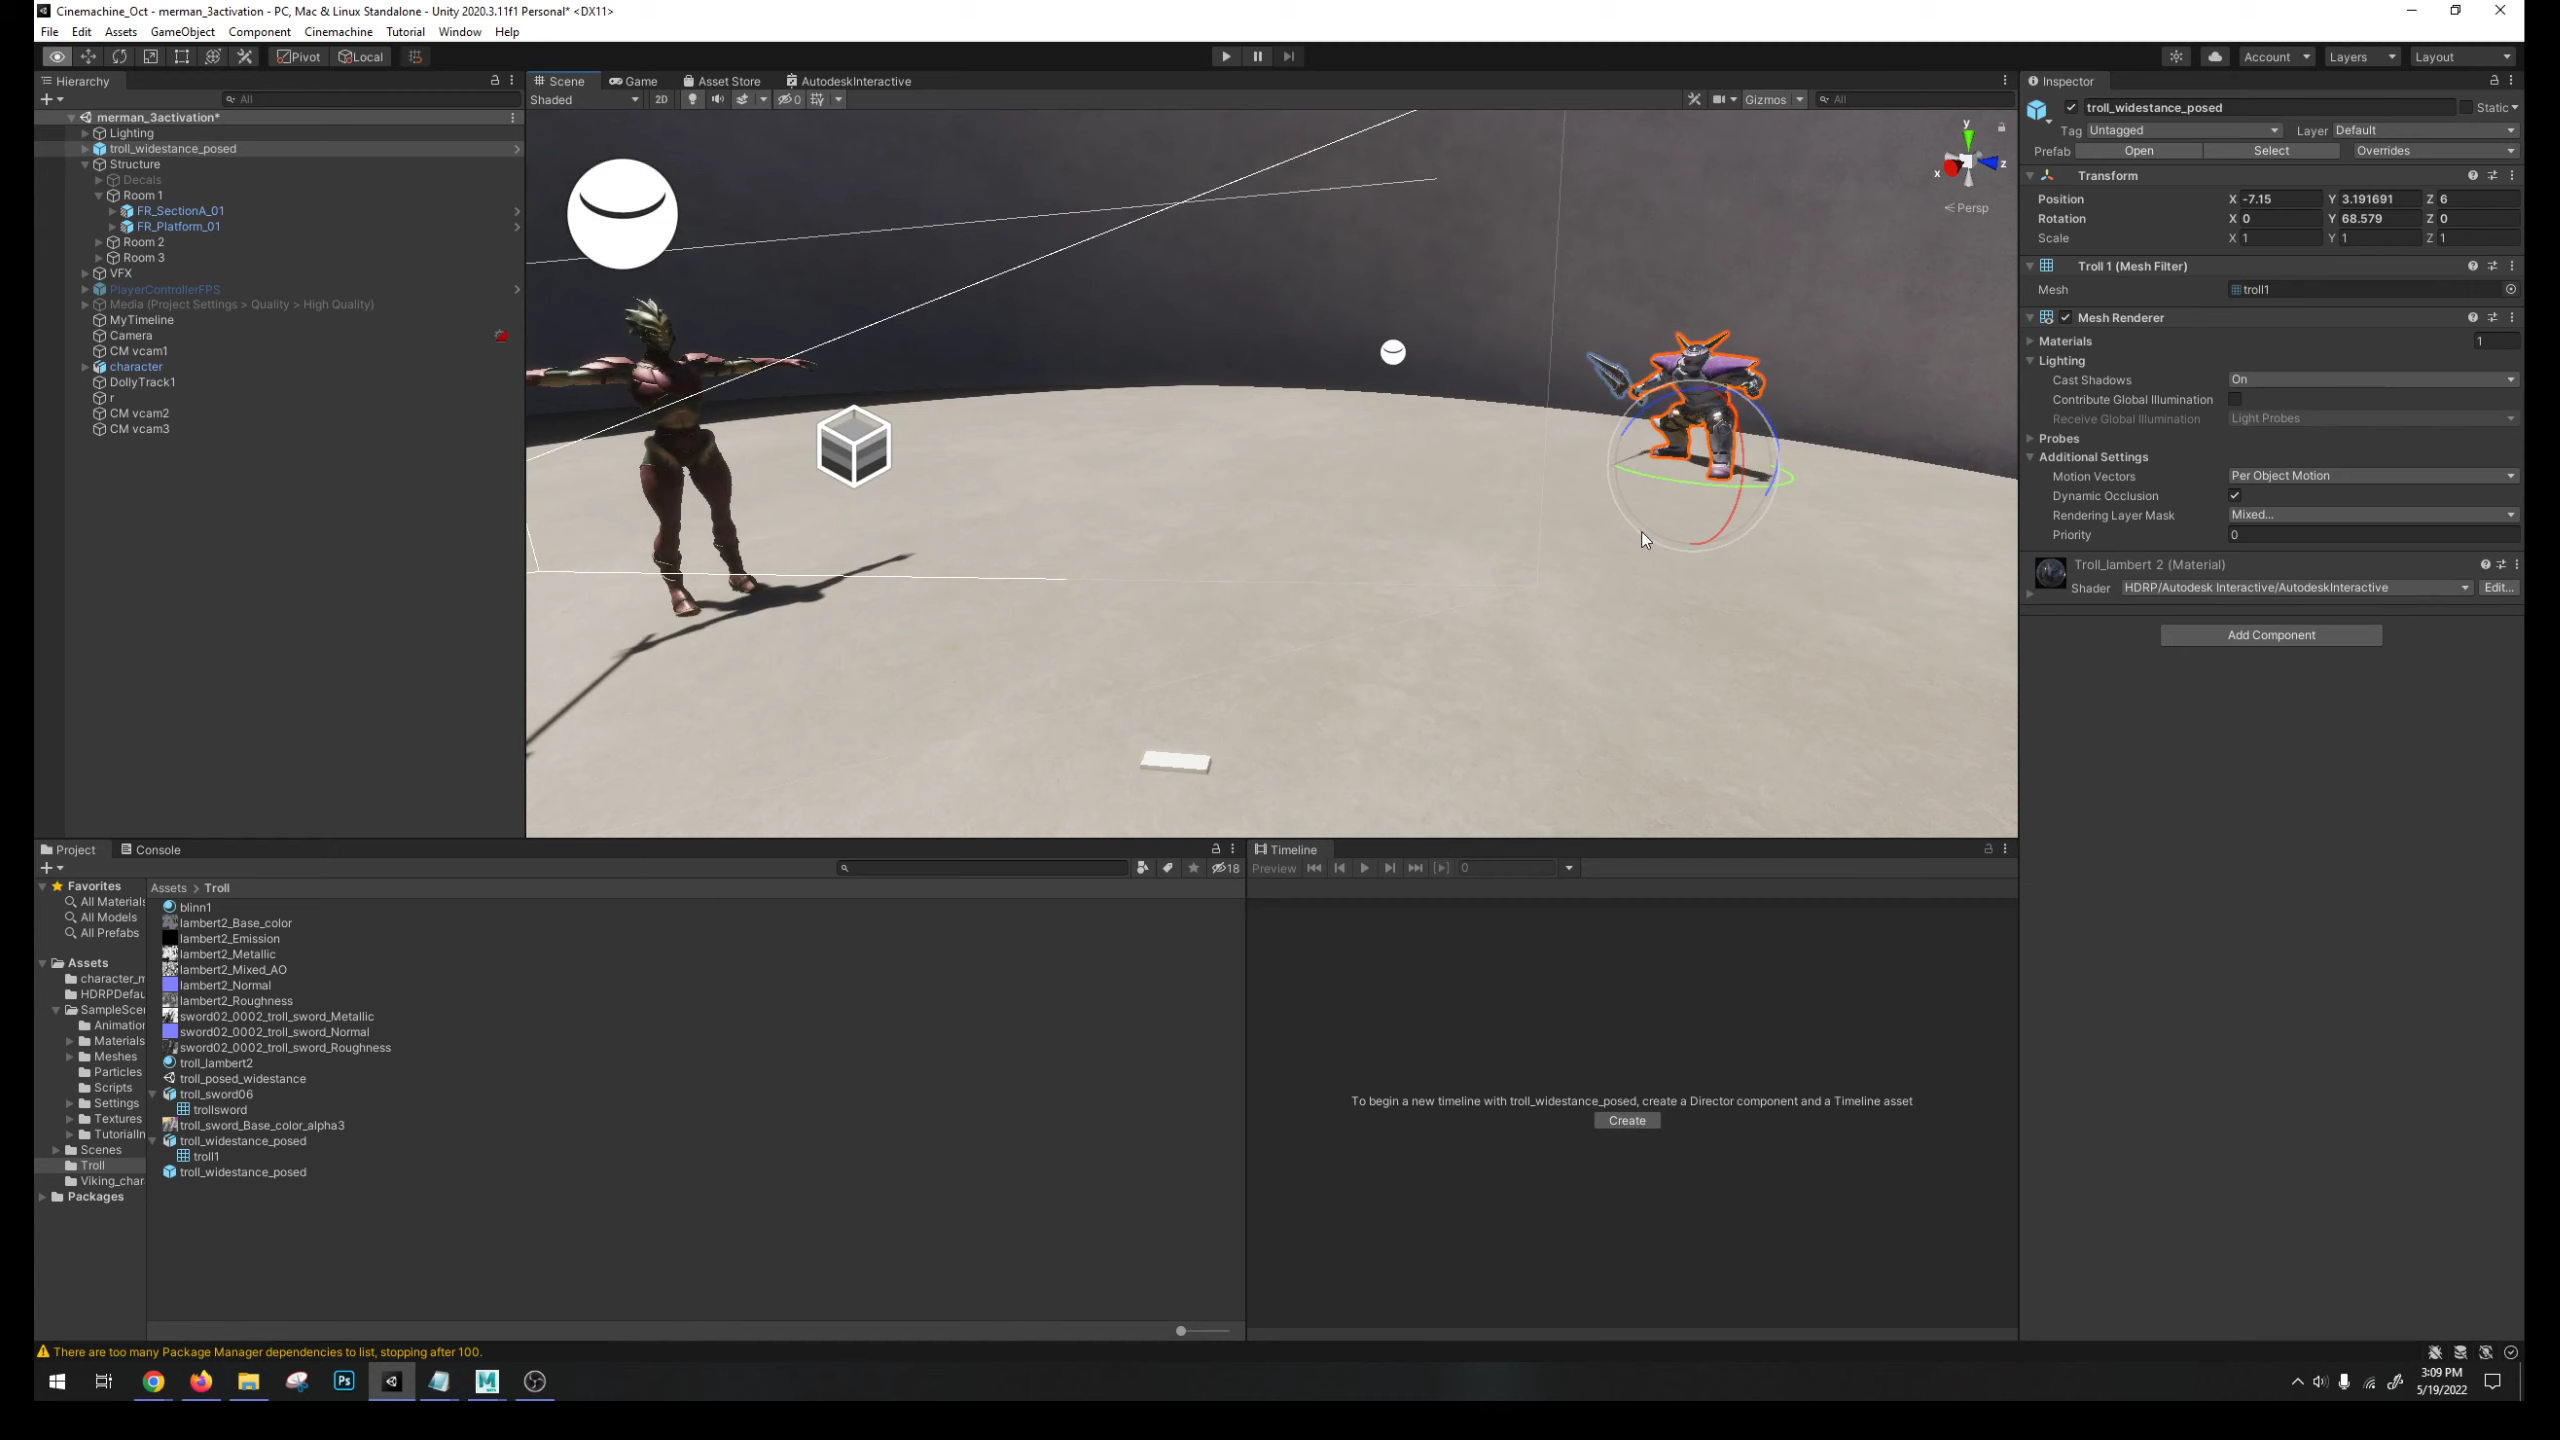 Cinemachine_Oct - merman_3activation - PC, Mac & Linux Standalone - Unity 2020.3.11f1 Personal* <DX11>
File Edit Assets GameObject Component Cinemachine Tutorial Window Help
Pivot Local Account Layers Layout
Hierarchy
All
merman_3activation*
Lighting
troll_widestance_posed
Structure
Decals
Room 1
FR_SectionA_01
FR_Platform_01
Room 2
Room 3
VFX
PlayerControllerFPS
Media (Project Settings > Quality > High Quality)
MyTimeline
Camera
CM vcam1
character
DollyTrack1
r
CM vcam2
CM vcam3
Scene Game Asset Store AutodeskInteractive
Shaded 2D 0 Gizmos All
y
x z
Persp
Inspector
troll_widestance_posed Static
Tag Untagged Layer Default
Prefab Open Select Overrides
Transform
Position X -7.15 Y 3.191691 Z 6
Rotation X 0 Y 68.579 Z 0
Scale X 1 Y 1 Z 1
Troll 1 (Mesh Filter)
Mesh troll1
Mesh Renderer
Materials 1
Lighting
Cast Shadows On
Contribute Global Illumination
Receive Global Illumination Light Probes
Probes
Additional Settings
Motion Vectors Per Object Motion
Dynamic Occlusion
Rendering Layer Mask Mixed...
Priority 0
Troll_lambert 2 (Material)
Shader HDRP/Autodesk Interactive/AutodeskInteractive Edit...
Add Component
Project Console
18
Favorites
All Materials
All Models
All Prefabs
Assets
character_m
HDRPDefau
SampleScer
Animation
Materials
Meshes
Particles
Scripts
Settings
Textures
TutorialIn
Scenes
Troll
Viking_char
Packages
Assets > Troll
blinn1
lambert2_Base_color
lambert2_Emission
lambert2_Metallic
lambert2_Mixed_AO
lambert2_Normal
lambert2_Roughness
sword02_0002_troll_sword_Metallic
sword02_0002_troll_sword_Normal
sword02_0002_troll_sword_Roughness
troll_lambert2
troll_posed_widestance
troll_sword06
trollsword
troll_sword_Base_color_alpha3
troll_widestance_posed
troll1
troll_widestance_posed
Timeline
Preview 0
To begin a new timeline with troll_widestance_posed, create a Director component and a Timeline asset
Create
There are too many Package Manager dependencies to list, stopping after 100.
Ps M
3:09 PM
5/19/2022